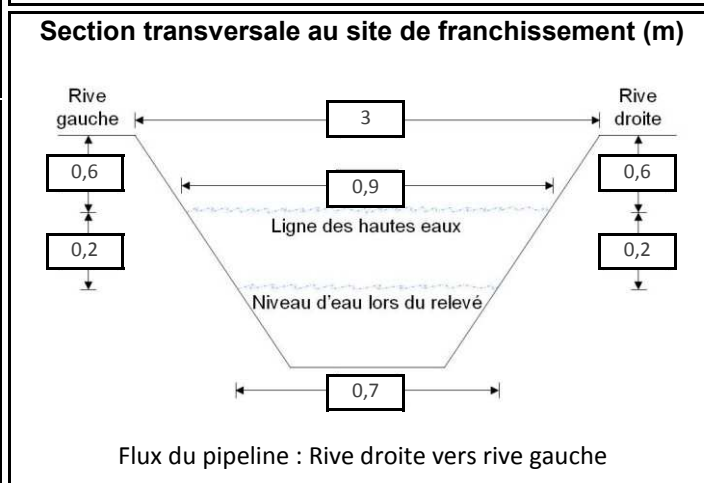 Section transversale au site de franchissement (m)
Rive
gauche
3
Rive
droite
0,6
0,9
0,6
Ligne des hautes eaux
0,2
0,2
Niveau d'eau lors du relevé
0,7
Flux du pipeline : Rive droite vers rive gauche